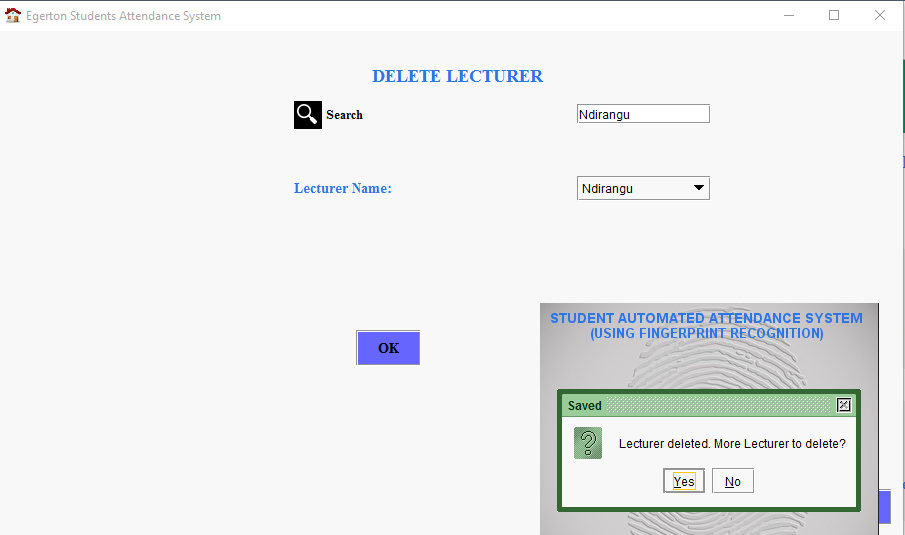 Egerton Students Attendance System
DELETE LECTURER
Search
Ndirangu
Lecturer Name:
Ndirangu
OK
STUDENT AUTOMATED ATTENDANCE SYSTEM
(USING FINGERPRINT RECOGNITION)
Saved
Lecturer deleted. More Lecturer to delete?
Yes No